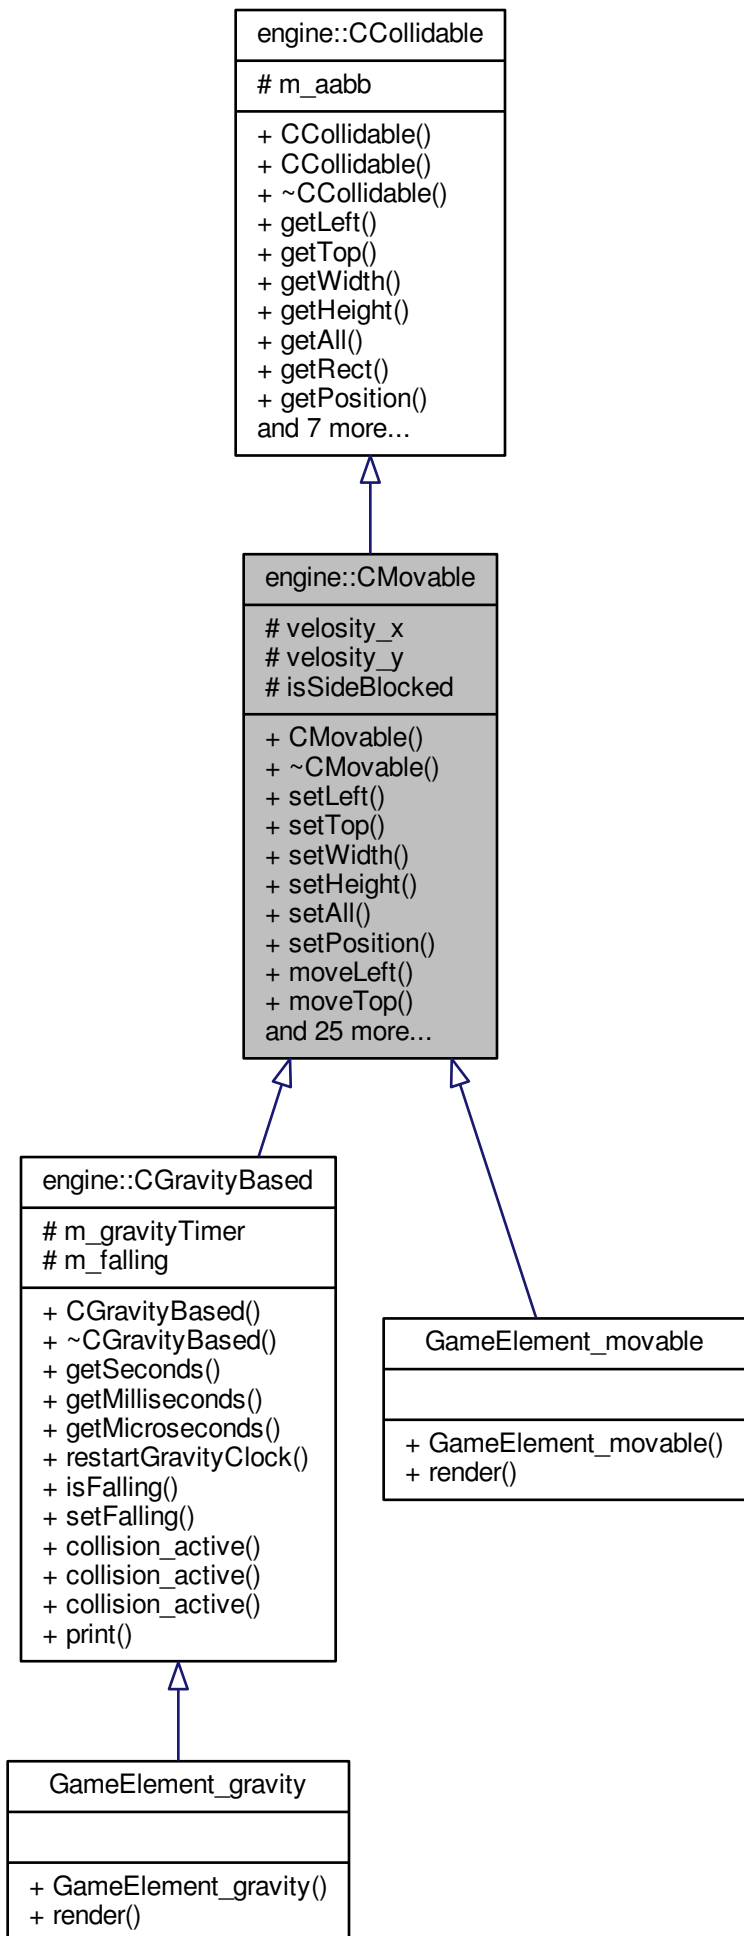 engine::CCollidable
# m_aabb
+ CCollidable()
+ CCollidable()
+ ~CCollidable()
+ getLeft()
+ getTop()
+ getWidth()
+ getHeight()
+ getAll()
+ getRect()
+ getPosition()
and 7 more...
engine::CMovable
# velosity_x
# velosity_y
# isSideBlocked
+ CMovable()
+ ~CMovable()
+ setLeft()
+ setTop()
+ setWidth()
+ setHeight()
+ setAll()
+ setPosition()
+ moveLeft()
+ moveTop()
and 25 more...
engine::CGravityBased
# m_gravityTimer
# m_falling
+ CGravityBased()
+ ~CGravityBased()
+ getSeconds()
+ getMilliseconds()
+ getMicroseconds()
+ restartGravityClock()
+ isFalling()
+ setFalling()
+ collision_active()
+ collision_active()
+ collision_active()
+ print()
GameElement_movable
+ GameElement_movable()
+ render()
GameElement_gravity
+ GameElement_gravity()
+ render()